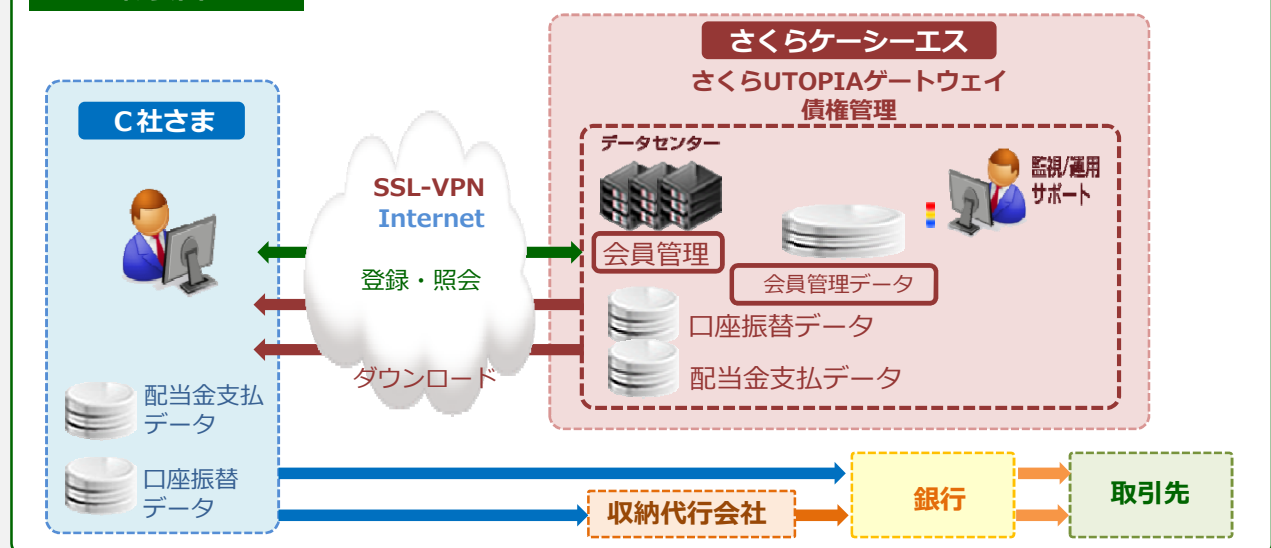 さくらケーシーエス
さくらUTOPIAゲートウェイ
債権管理
C社さま
データセンター
監視/運用
サポート
SSL-VPN
Internet
会員管理
登録・照会
会員管理データ
口座振替データ
ダウンロード
配当金支払データ
配当金支払
データ
口座振替
データ
収納代行会社
銀行
取引先